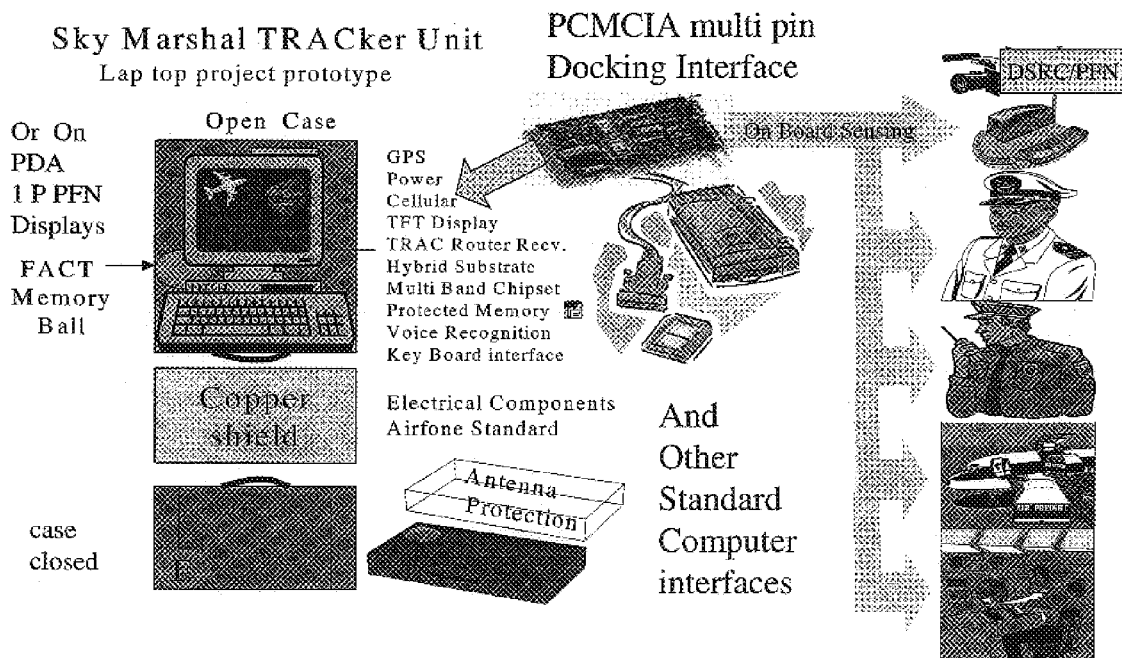 Sky Marshal TRACker Unit
Lap top project prototype
PCMCIA multi pin
Docking Interface
DSRC/PFN
On Board Sensing
Or On
PDA
1 P PFN
Displays
Open Case
FACT
Memory
Ball
GPS
Power
Cellular
TFT Display
TRAC Router Recv.
Hybrid Substrate
Multi Band Chipset
Protected Memory
Voice Recognition
Key Board interface
Copper
shield
Electrical Components
Airfone Standard
And
Other
Standard
Computer
interfaces
Antenna
Protection
case
closed